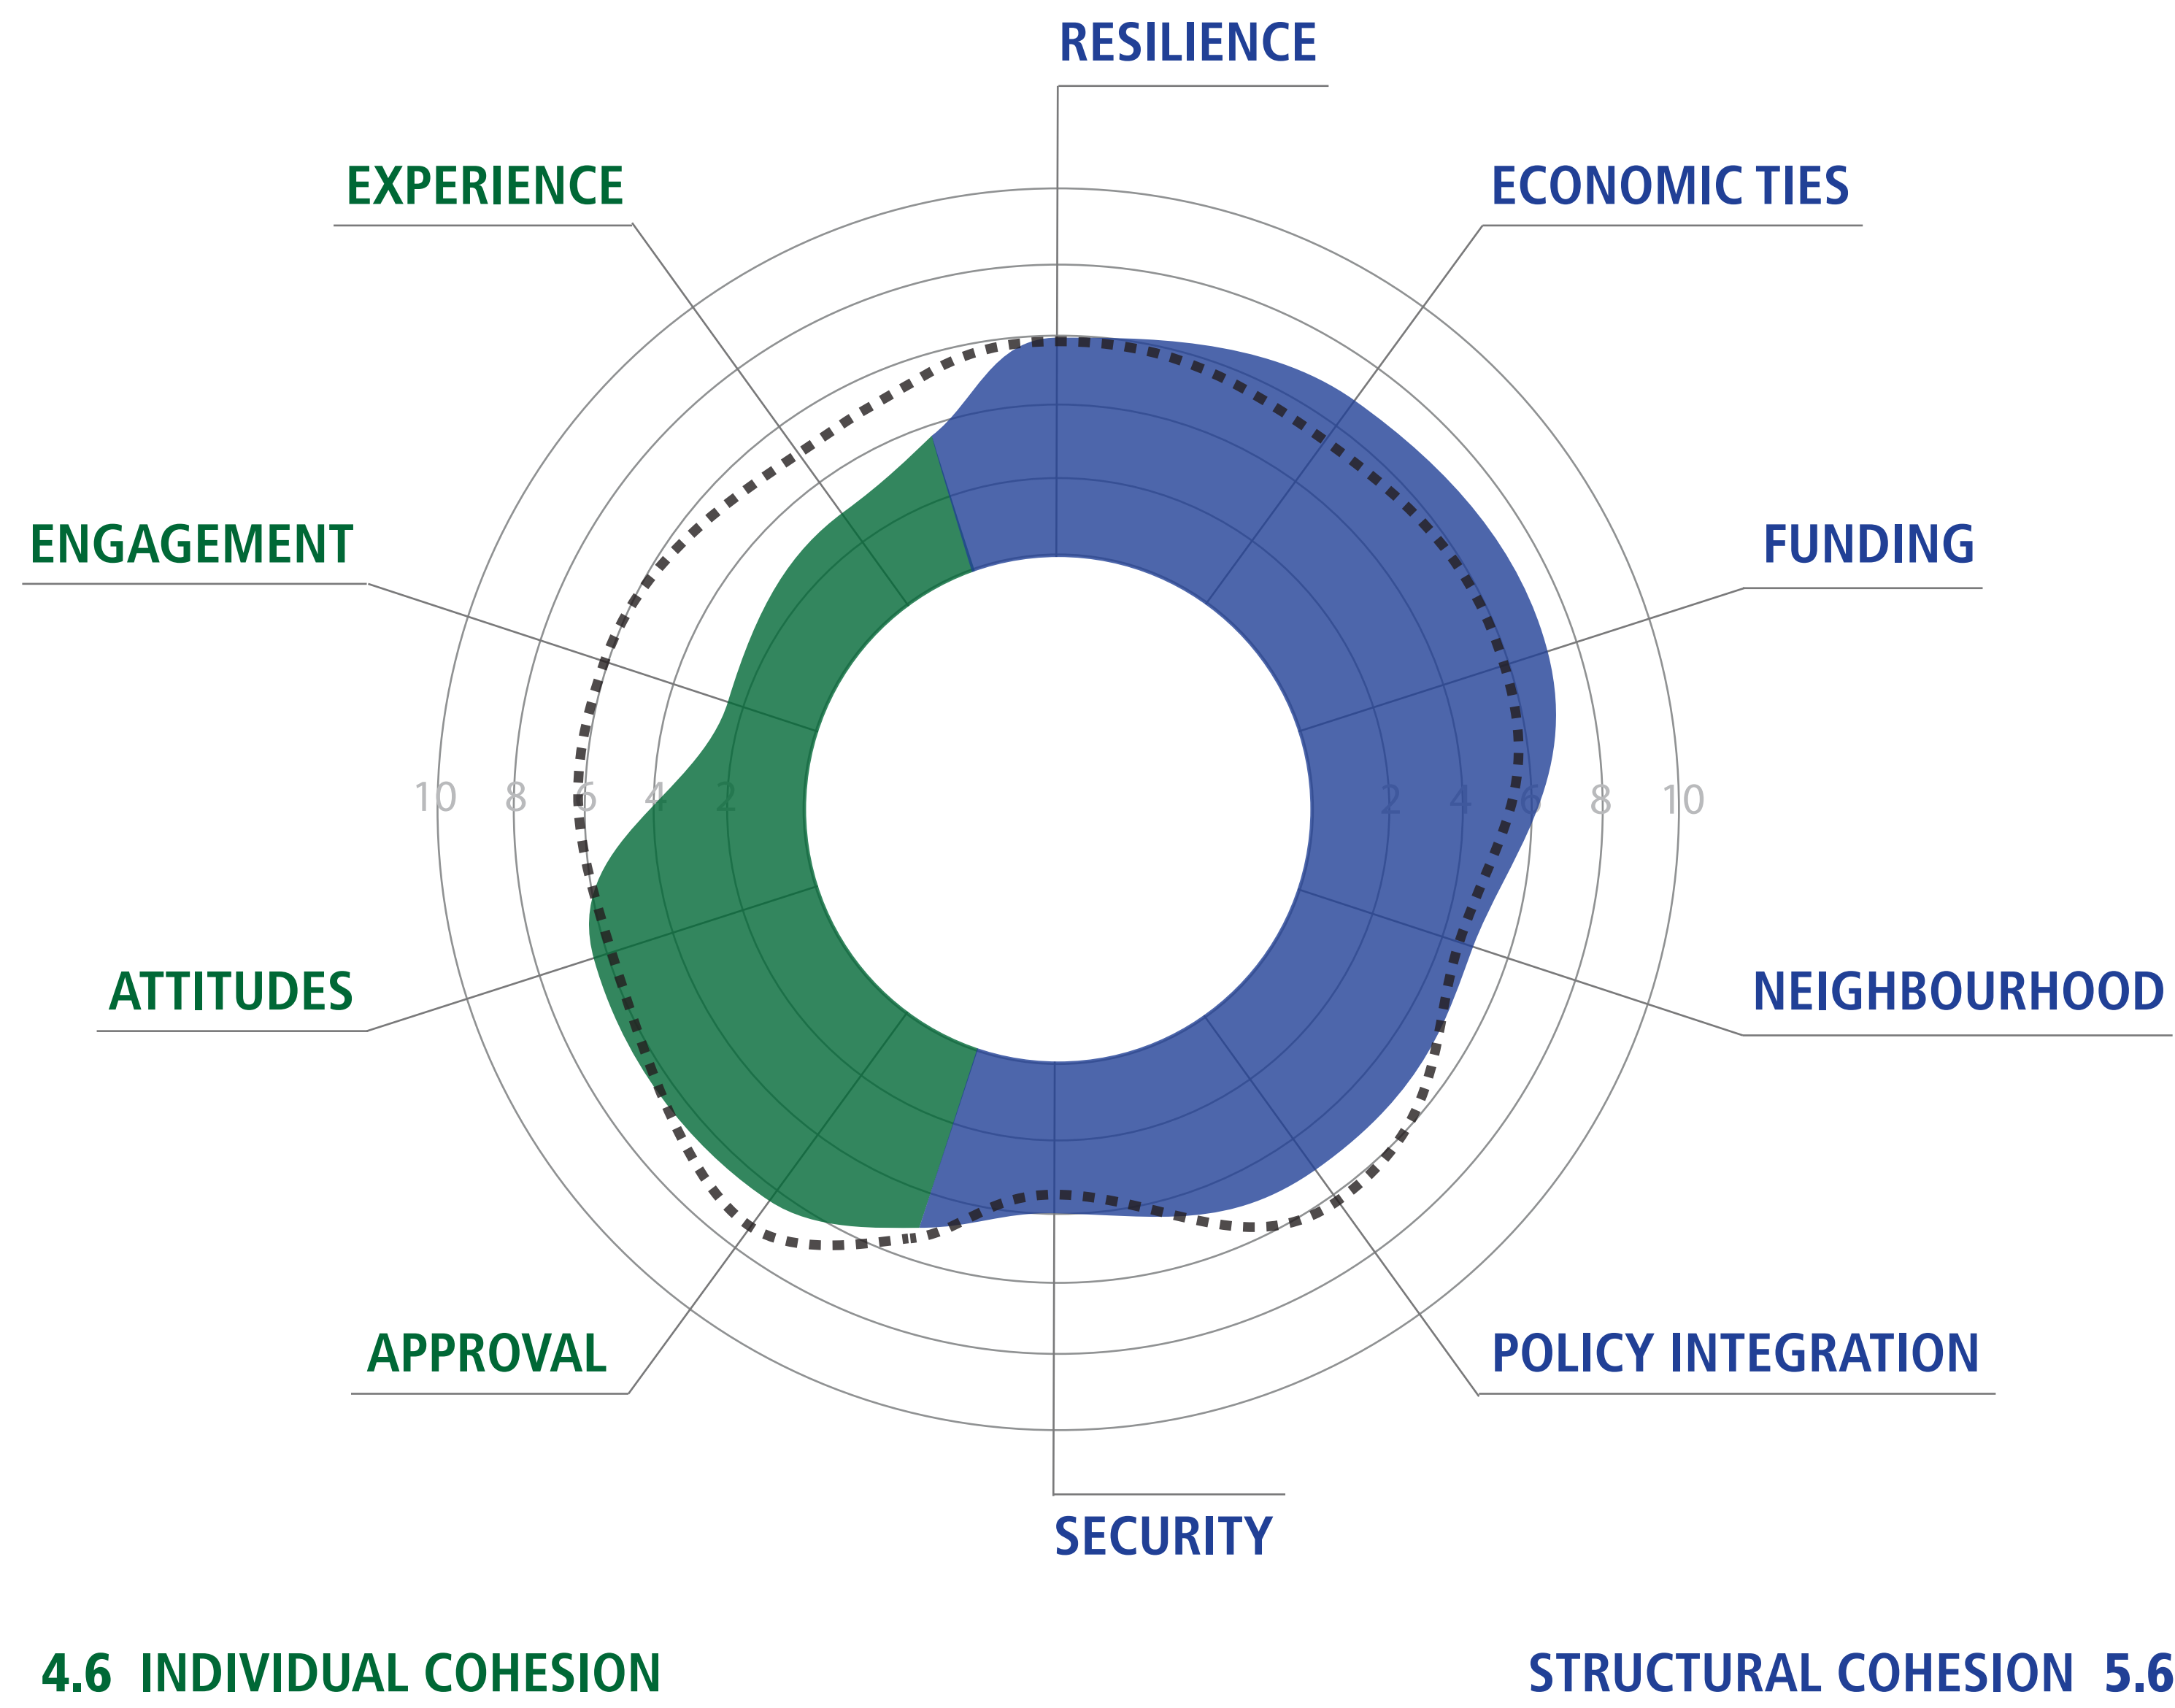 RESILIENCE
EXPERIENCE
ECONOMIC TIES
ENGAGEMENT
FUNDING
10 8 6 4 2 2 4 6 8 10
ATTITUDES
NEIGHBOURHOOD
APPROVAL
POLICY INTEGRATION
SECURITY
4.6 INDIVIDUAL COHESION
STRUCTURAL COHESION 5.6